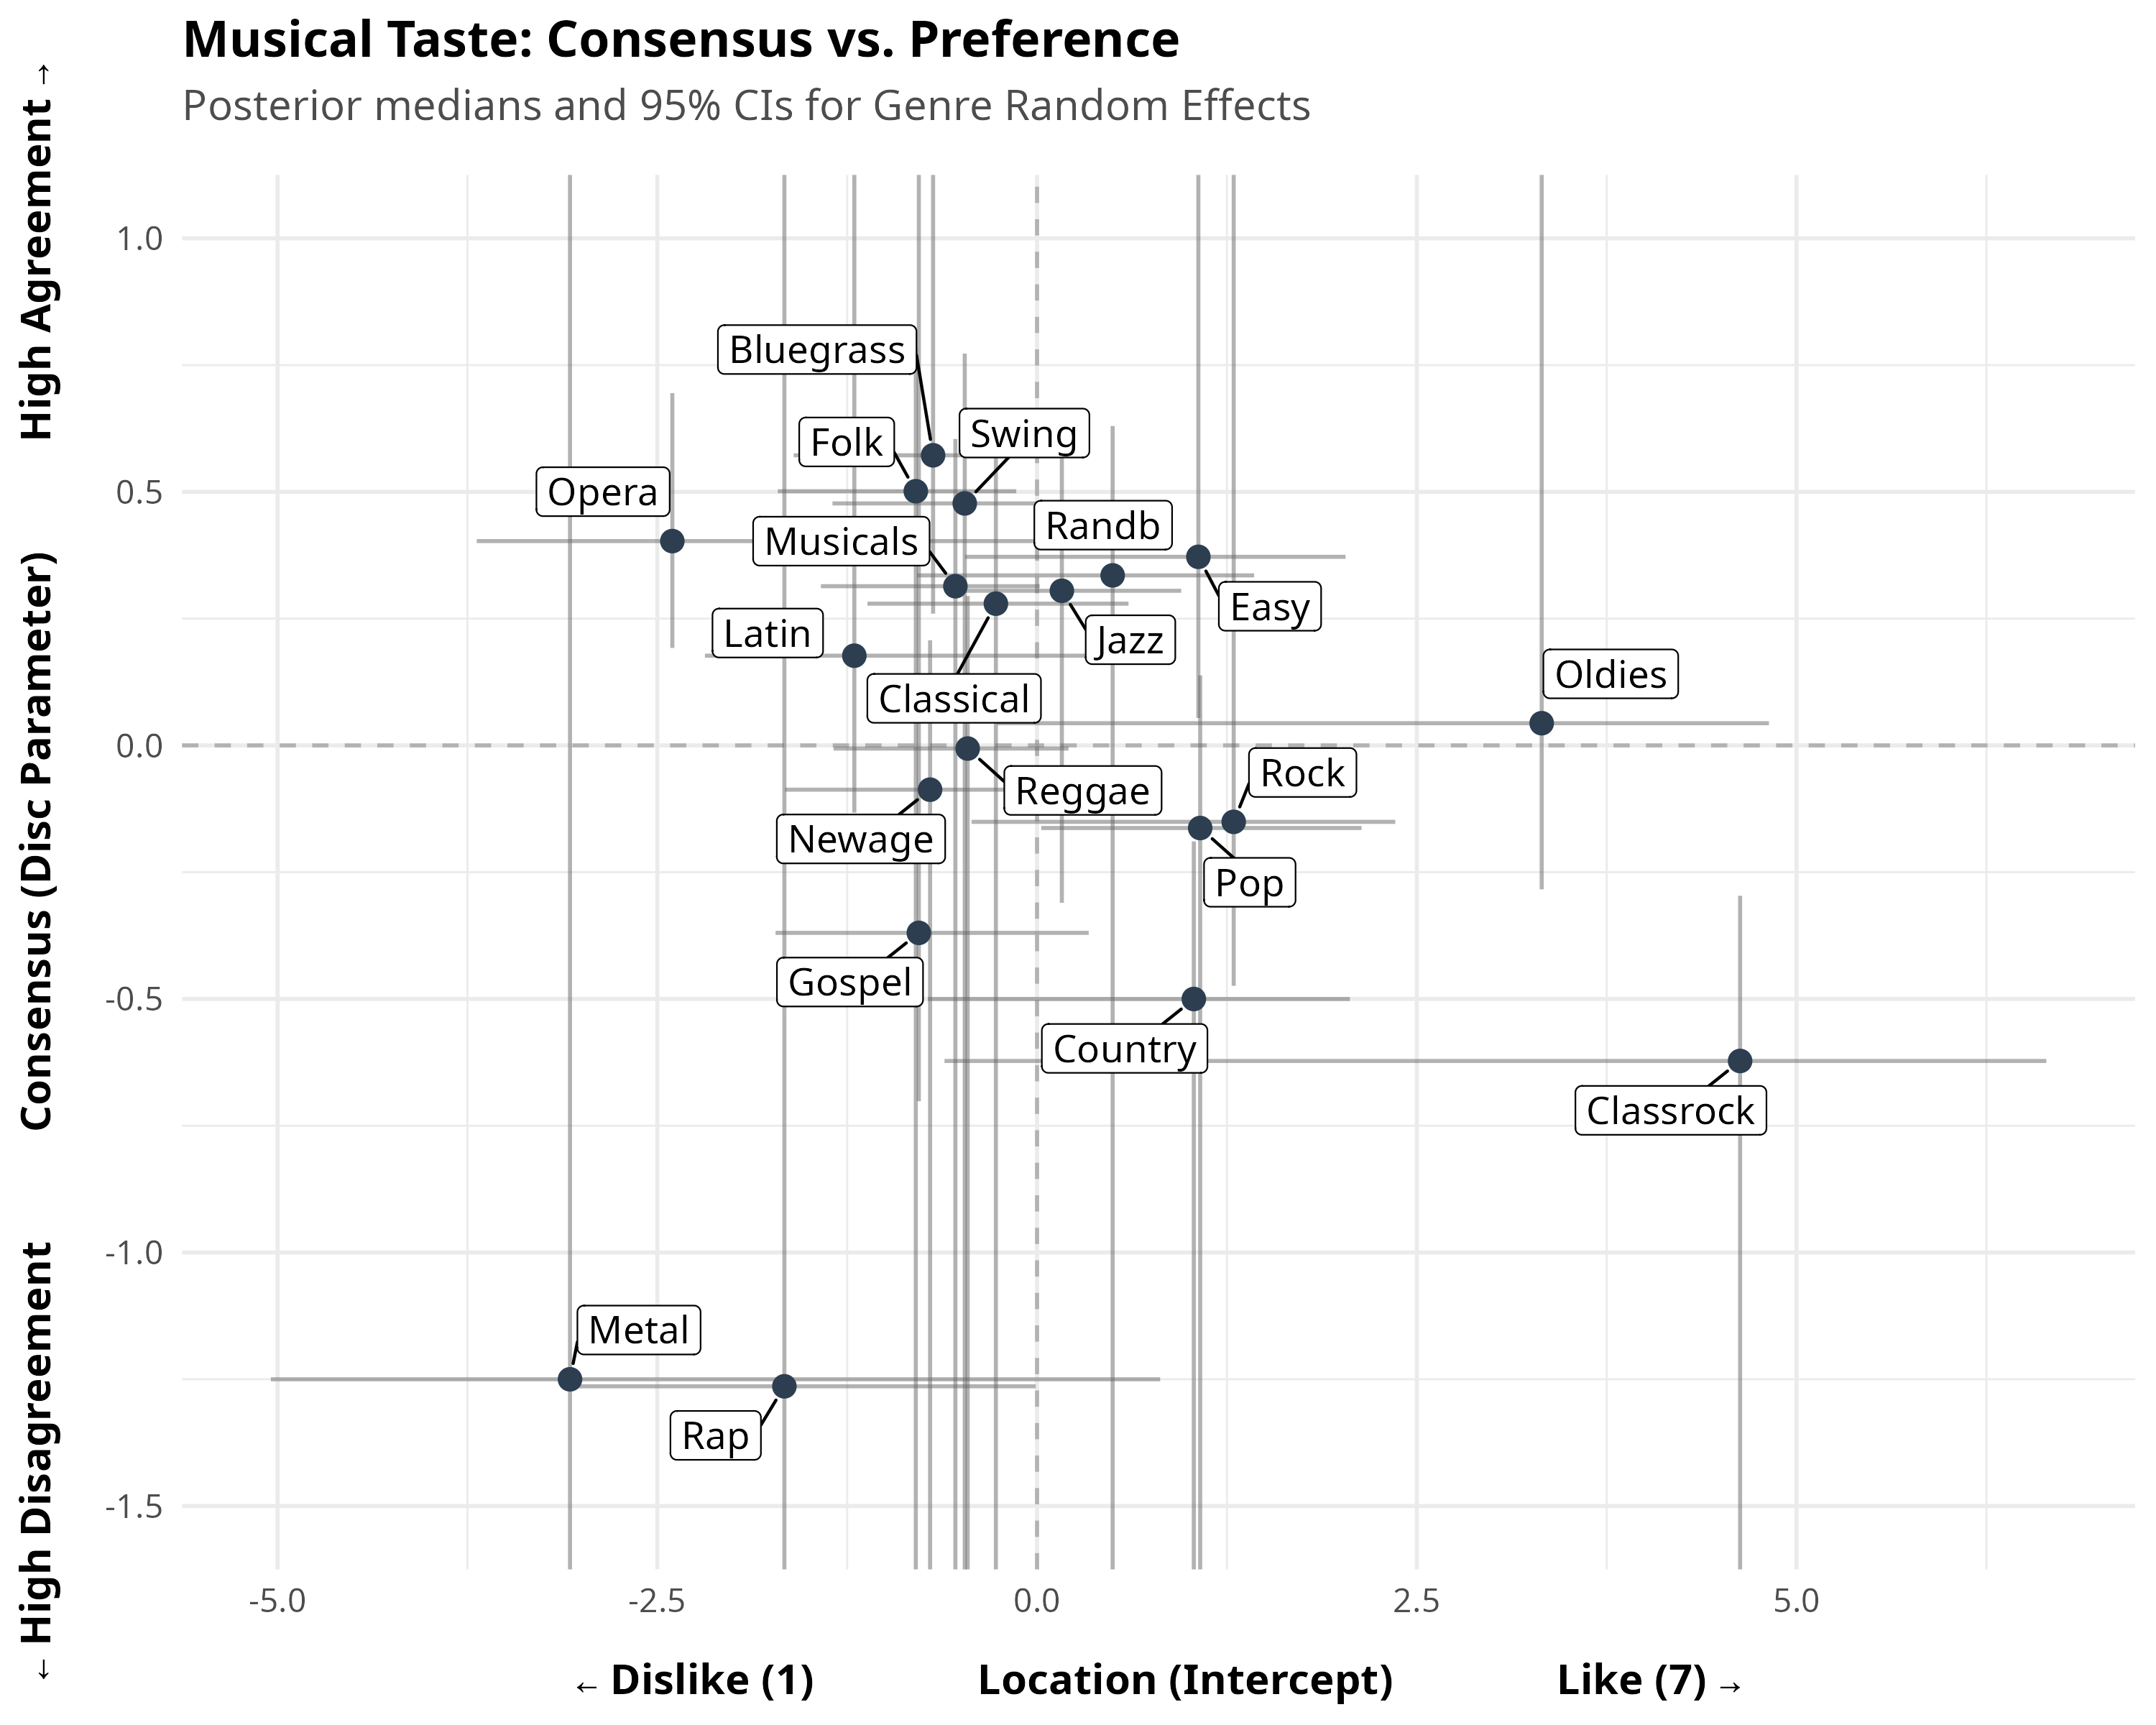 Musical Taste: Consensus vs. Preference
Posterior medians and 95% CIs for Genre Random Effects
← High Disagreement
Consensus (Disc Parameter)
High Agreement →
1.0
0.5
0.0
-0.5
-1.0
-1.5
Bluegrass
Swing
Folk
Opera
Randb
Musicals
Easy
Latin
Jazz
Oldies
Classical
Rock
Reggae
Newage
Pop
Gospel
Country
Classrock
Metal
Rap
-5.0
-2.5
0.0
2.5
5.0
← Dislike (1)
Location (Intercept)
Like (7) →